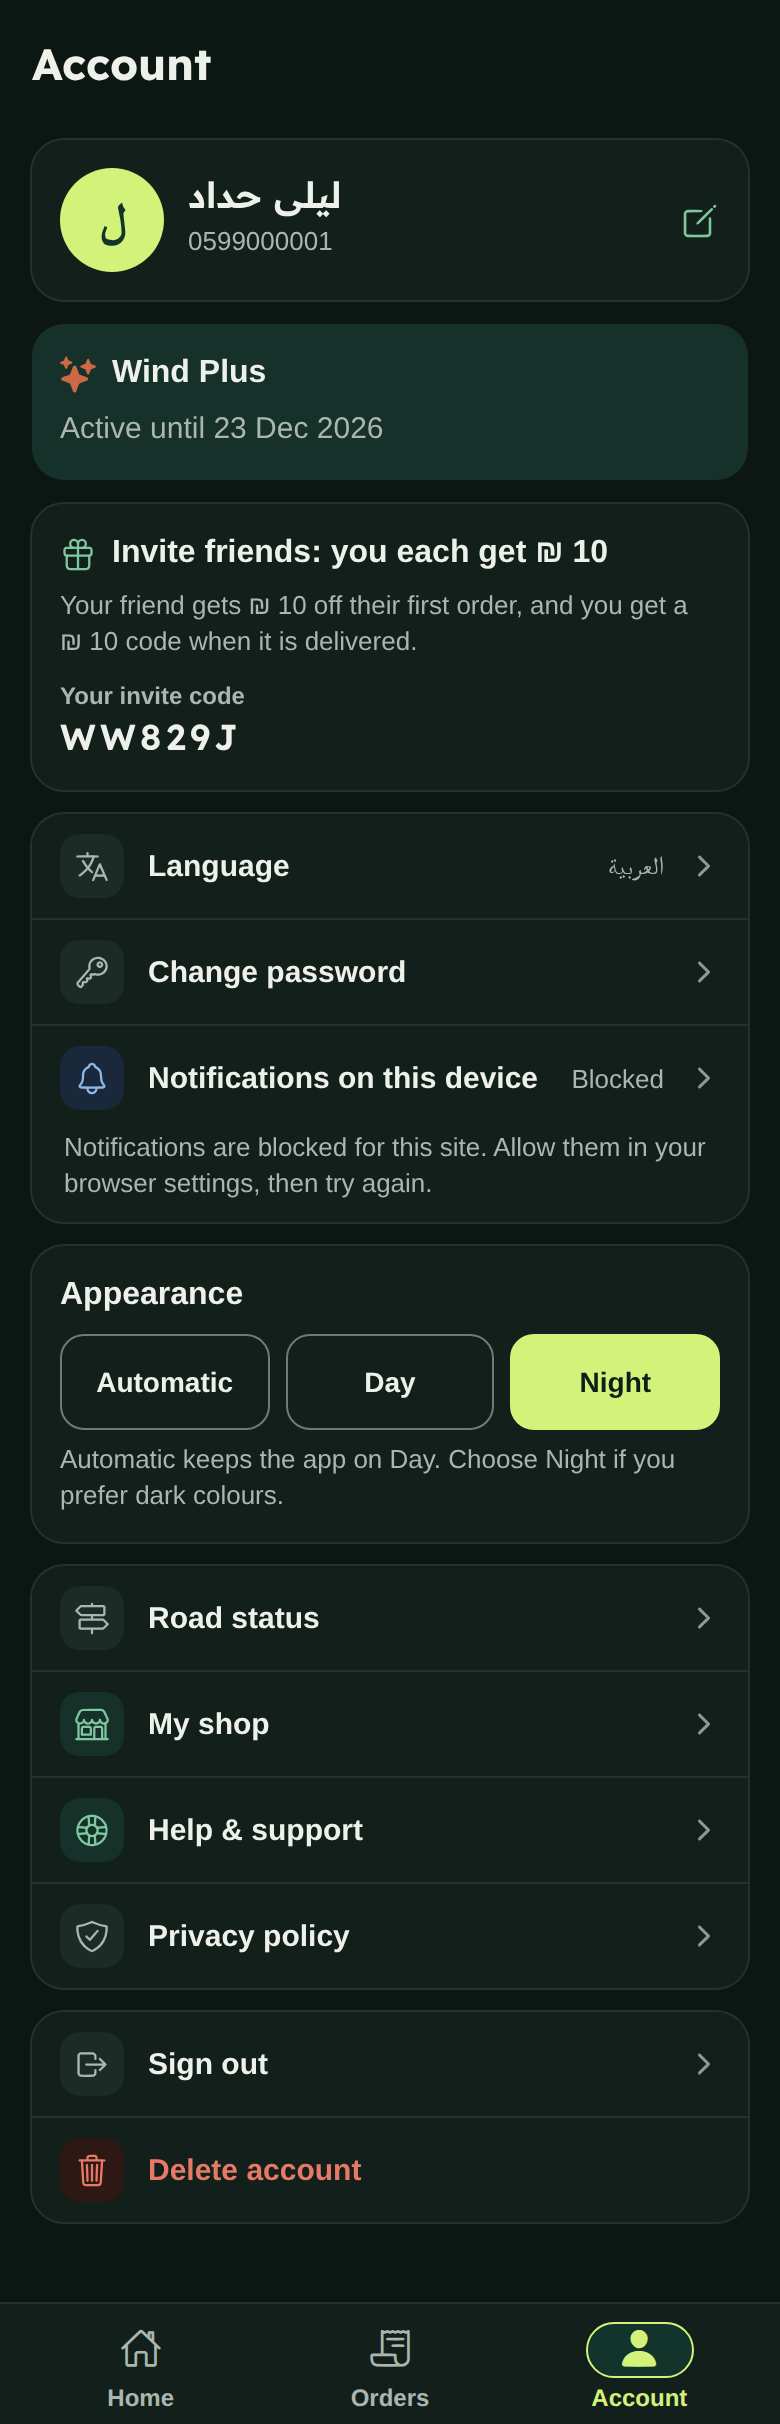 Account
ل
ليلى حداد
0599000001
Wind Plus
Active until 23 Dec 2026
Invite friends: you each get ₪ 10
Your friend gets ₪ 10 off their first order, and you get a
₪ 10 code when it is delivered.
Your invite code
WW829J
Language
العربية
Change password
Notifications on this device
Blocked
Notifications are blocked for this site. Allow them in your
browser settings, then try again.
Appearance
Automatic
Day
Night
Automatic keeps the app on Day. Choose Night if you
prefer dark colours.
Road status
My shop
Help & support
Privacy policy
Sign out
Delete account
Home
Orders
Account